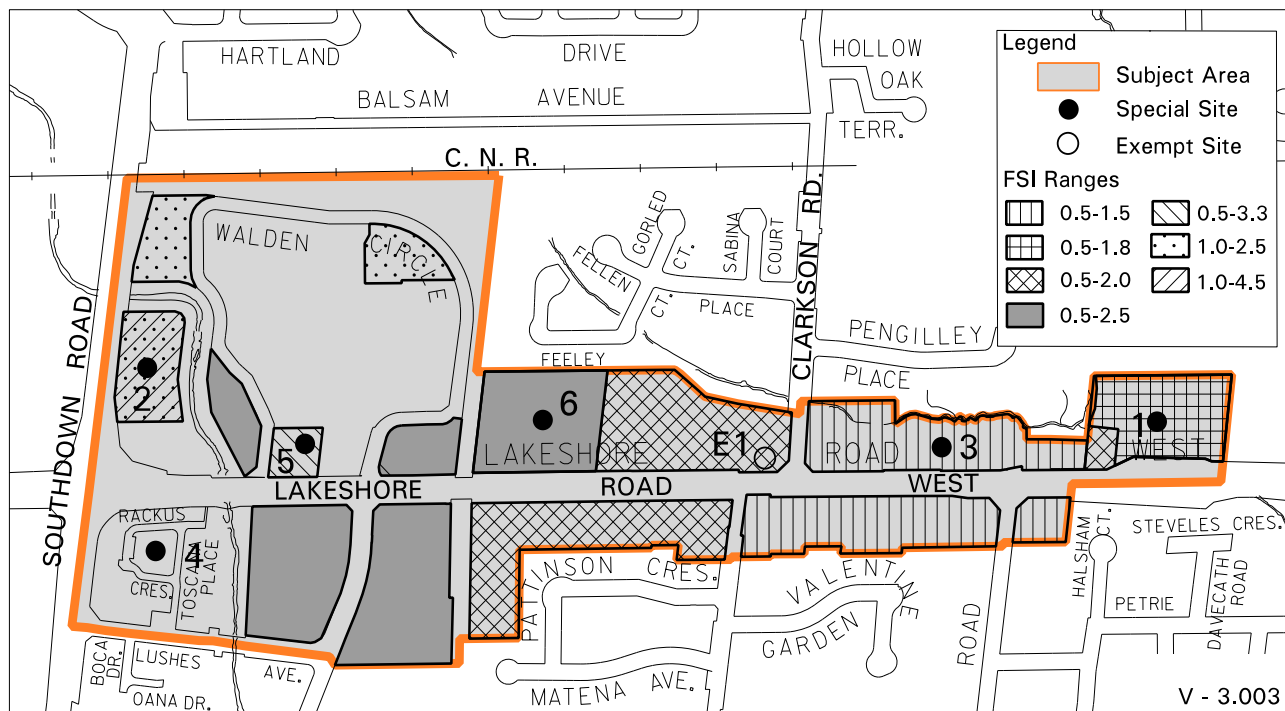 HARTLAND DRIVE
HOLLOW
OAK
TERR.
BALSAM AVENUE
C. N. R.
Legend
Subject Area
Special Site
Exempt Site
FSI Ranges
0.5-1.5
0.5-3.3
0.5-1.8
1.0-2.5
0.5-2.0
1.0-4.5
0.5-2.5
SOUTHDOWN ROAD
WALDEN CIRCLE
GORLED CT.
SABINA COURT
FELLEN CT.
PLACE
FEELEY
CLARKSON RD.
PENGILLEY
PLACE
2
5
6
E1
3
1
LAKESHORE ROAD WEST
LAKESHORE ROAD WEST
RACKUS
CRES.
4
TOSCANA PLACE
PATTINSON CRES.
VALENTINE
GARDEN
ROAD
HALSHAM CT.
STEVELES CRES.
PETRIE
DAVECATH ROAD
BOCA DR.
LUSHES AVE.
OANA DR.
MATENA AVE.
V - 3.003